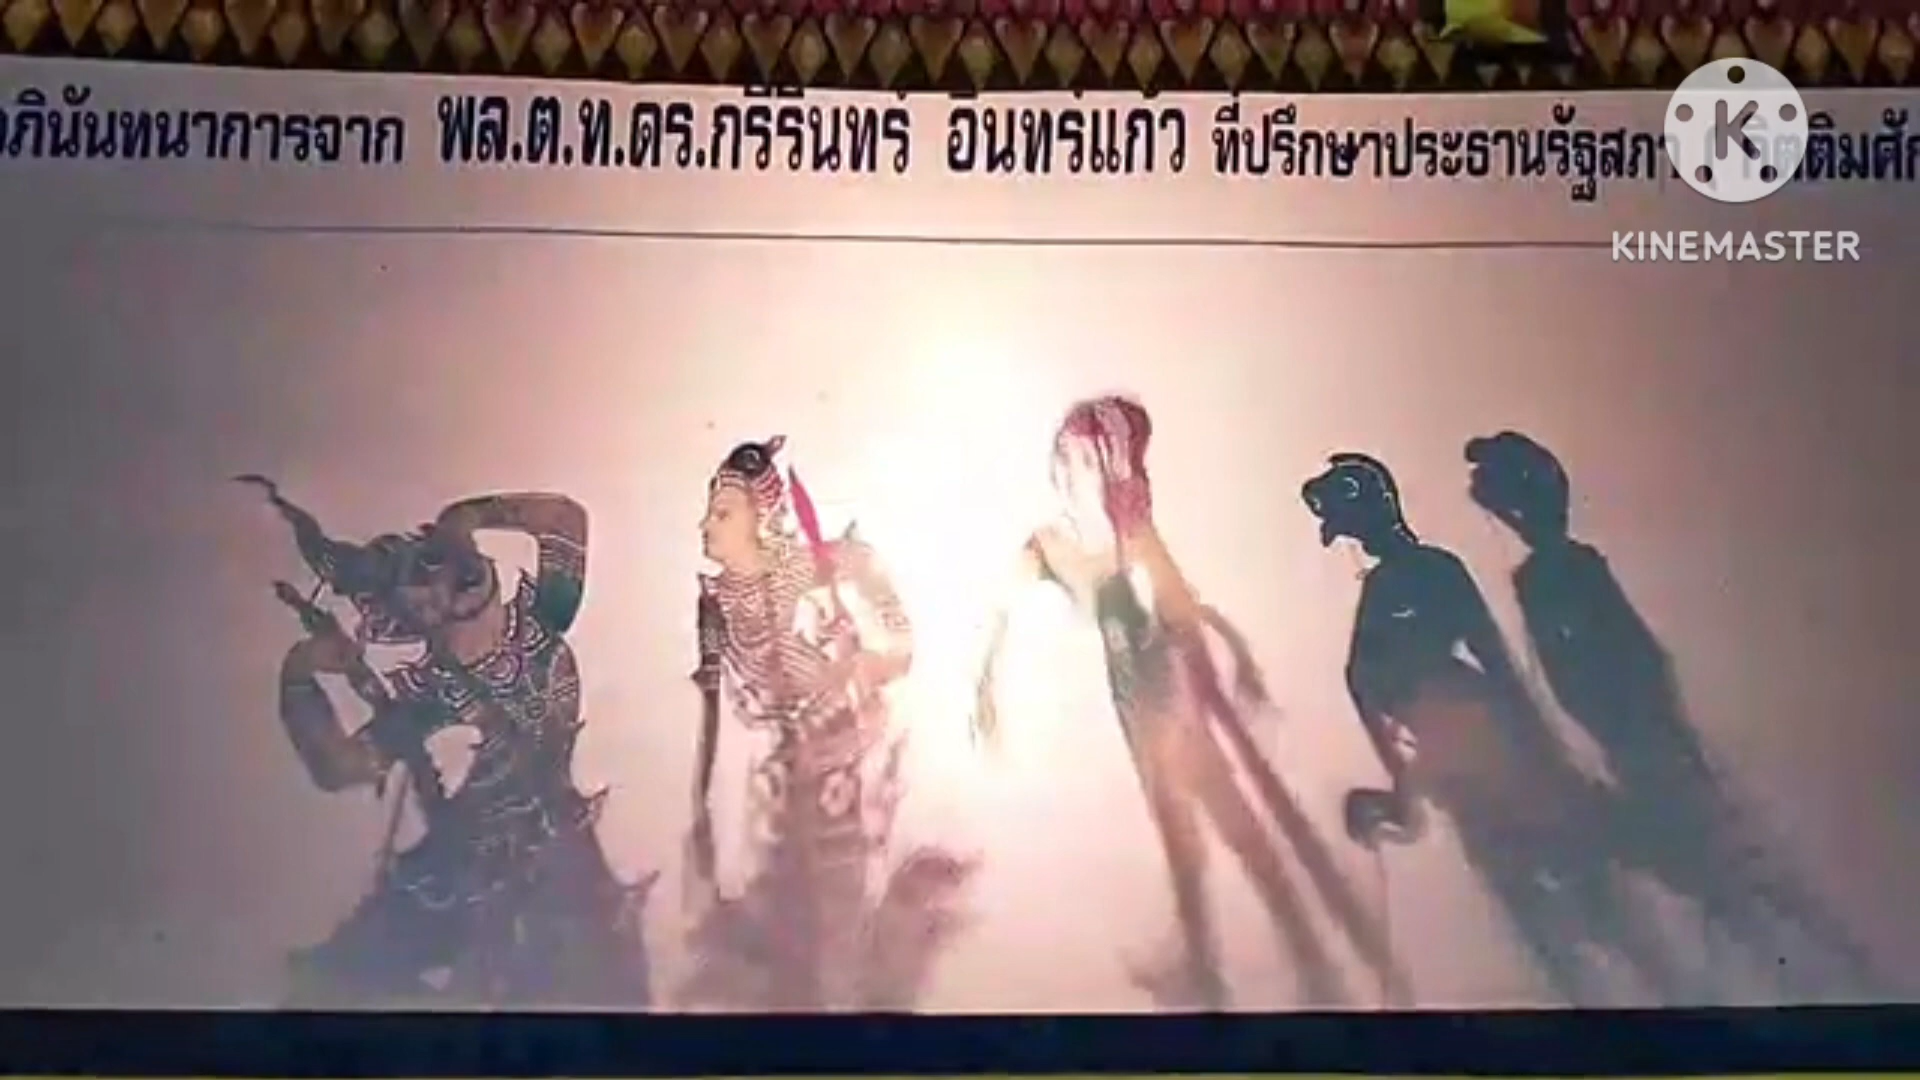 อภินันทนาการจาก พล.ต.ท.ดร.ภรีรินทร์ อินทร์แก้ว ที่ปรึกษาประธานรัฐสภา
K
KINEMASTER